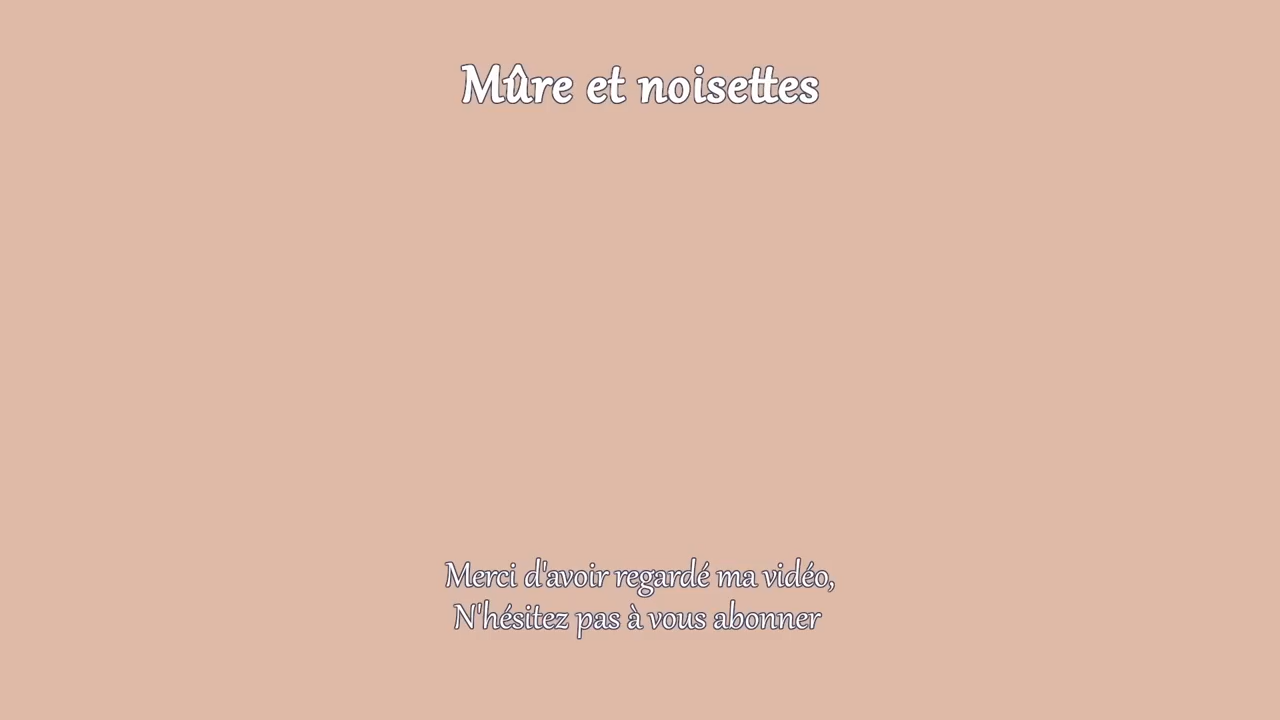 Mûre et noisettes
Merci d'avoir regardé ma vidéo,
N'hésitez pas à vous abonner